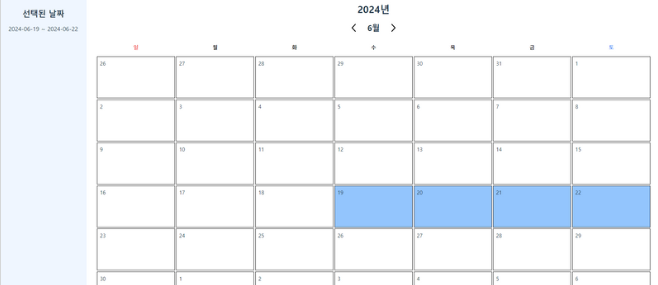 선택된 날짜
2024-06-19 ~ 2024-06-22
2024년
< 6월 >
일 월 화 수 목 금 토
26 27 28 29 30 31 1
2 3 4 5 6 7 8
9 10 11 12 13 14 15
16 17 18 19 20 21 22
23 24 25 26 27 28 29
30 1 2 3 4 5 6